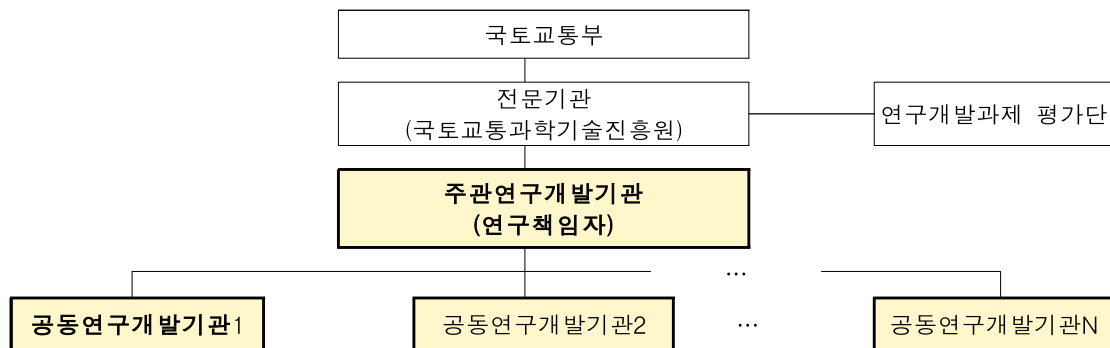 국토교통부
전문기관
(국토교통과학기술진흥원)
연구개발과제 평가단
주관연구개발기관
(연구책임자)
...
공동연구개발기관1
공동연구개발기관2
...
공동연구개발기관N